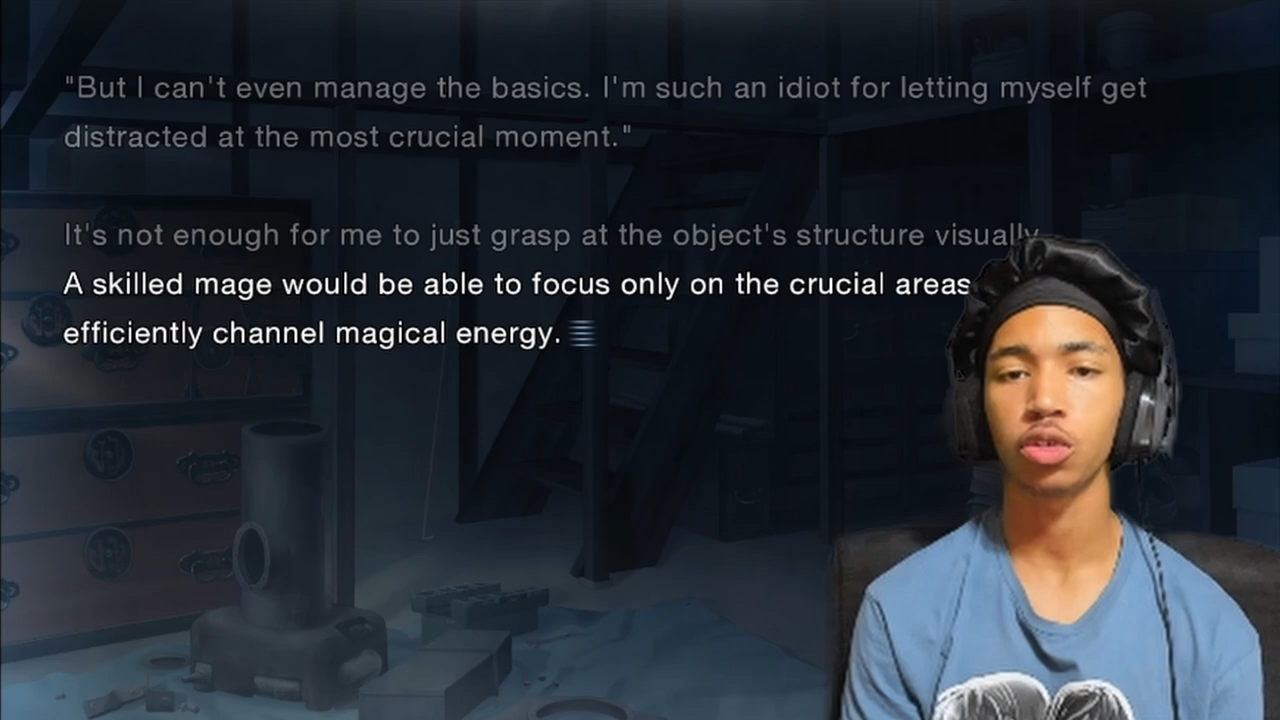 "But I can't even manage the basics. I'm such an idiot for letting myself get
distracted at the most crucial moment."
It's not enough for me to just grasp at the object's structure visually
A skilled mage would be able to focus only on the crucial areas
efficiently channel magical energy.